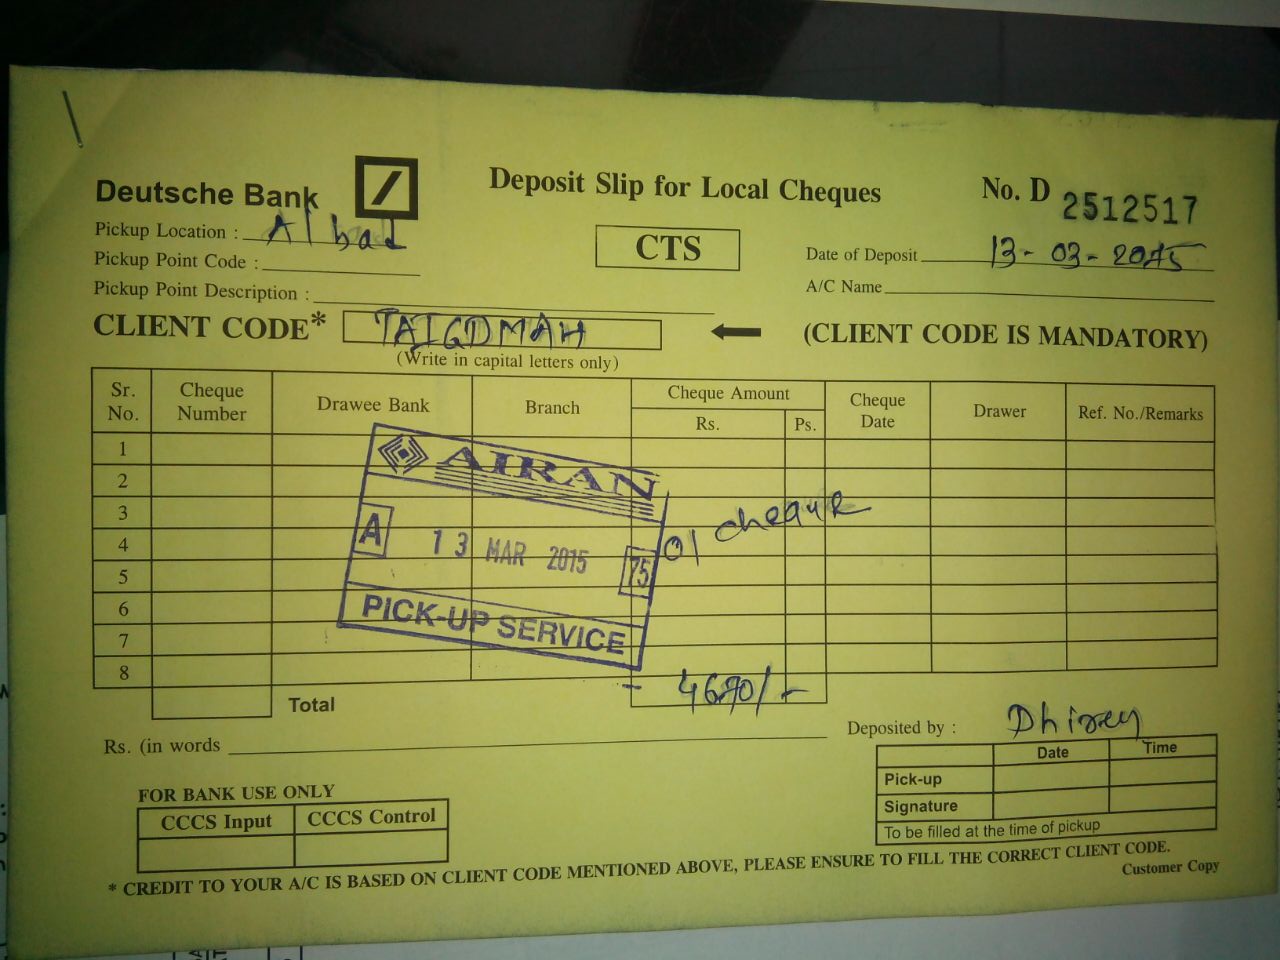 Deutsche Bank
Deposit Slip for Local Cheques
No. D 2512517
Pickup Location : A'bad
CTS
Date of Deposit 13-03-2015
Pickup Point Code :
A/C Name
Pickup Point Description :
CLIENT CODE* TAIGDMAH (CLIENT CODE IS MANDATORY)
(Write in capital letters only)
Sr. No. Cheque Number Drawee Bank Branch Cheque Amount Rs. Ps. Cheque Date Drawer Ref. No./Remarks
1
2
3
4
5
6
7
8
AIRAN
A 13 MAR 2015 75
PICK-UP SERVICE
01 cheque
Total 4670/-
Rs. (in words
Deposited by :
Date Time
Pick-up
Signature
To be filled at the time of pickup
FOR BANK USE ONLY
CCCS Input CCCS Control
* CREDIT TO YOUR A/C IS BASED ON CLIENT CODE MENTIONED ABOVE, PLEASE ENSURE TO FILL THE CORRECT CLIENT CODE.
Customer Copy